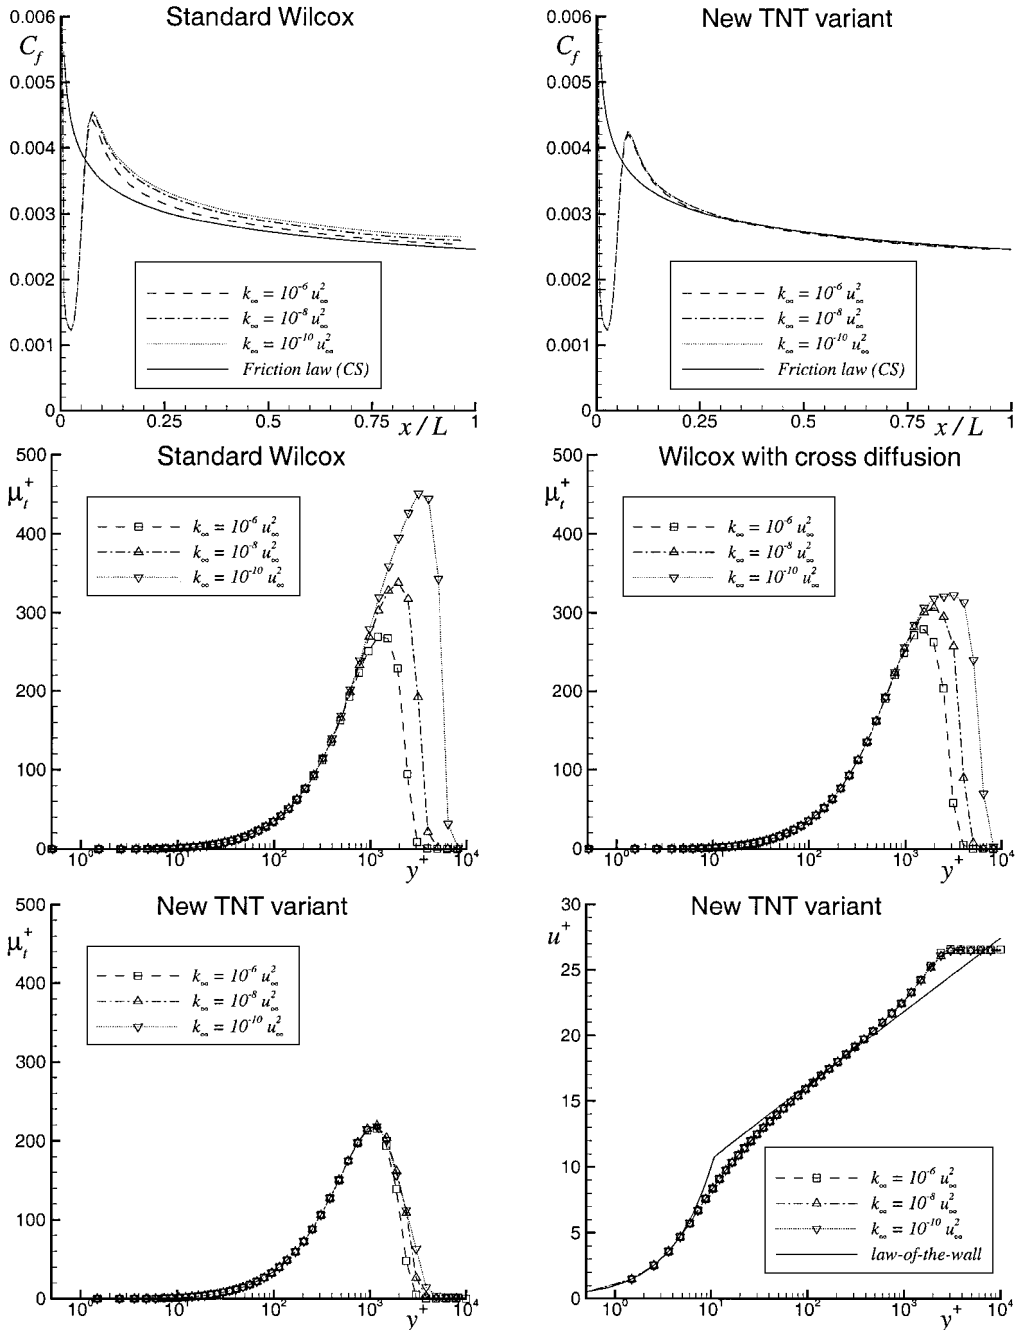 Standard Wilcox
0.006
C_f
0.005
0.004
0.003
0.002
0.001
0
k_∞ = 10^-6 u_∞^2
k_∞ = 10^-8 u_∞^2
k_∞ = 10^-10 u_∞^2
Friction law (CS)
0 0.25 0.5 0.75 1
x/L
New TNT variant
0.006
C_f
0.005
0.004
0.003
0.002
0.001
0
k_∞ = 10^-6 u_∞^2
k_∞ = 10^-8 u_∞^2
k_∞ = 10^-10 u_∞^2
Friction law (CS)
0 0.25 0.5 0.75 1
x/L
Standard Wilcox
500
μ_t^+
400
300
200
100
0
k_∞ = 10^-6 u_∞^2
k_∞ = 10^-8 u_∞^2
k_∞ = 10^-10 u_∞^2
10^0 10^1 10^2 10^3 10^4
y^+
Wilcox with cross diffusion
500
μ_t^+
400
300
200
100
0
k_∞ = 10^-6 u_∞^2
k_∞ = 10^-8 u_∞^2
k_∞ = 10^-10 u_∞^2
10^0 10^1 10^2 10^3 10^4
y^+
New TNT variant
500
μ_t^+
400
300
200
100
0
k_∞ = 10^-6 u_∞^2
k_∞ = 10^-8 u_∞^2
k_∞ = 10^-10 u_∞^2
10^0 10^1 10^2 10^3 10^4
y^+
New TNT variant
30
u^+
25
20
15
10
5
0
k_∞ = 10^-6 u_∞^2
k_∞ = 10^-8 u_∞^2
k_∞ = 10^-10 u_∞^2
law-of-the-wall
10^0 10^1 10^2 10^3 10^4
y^+